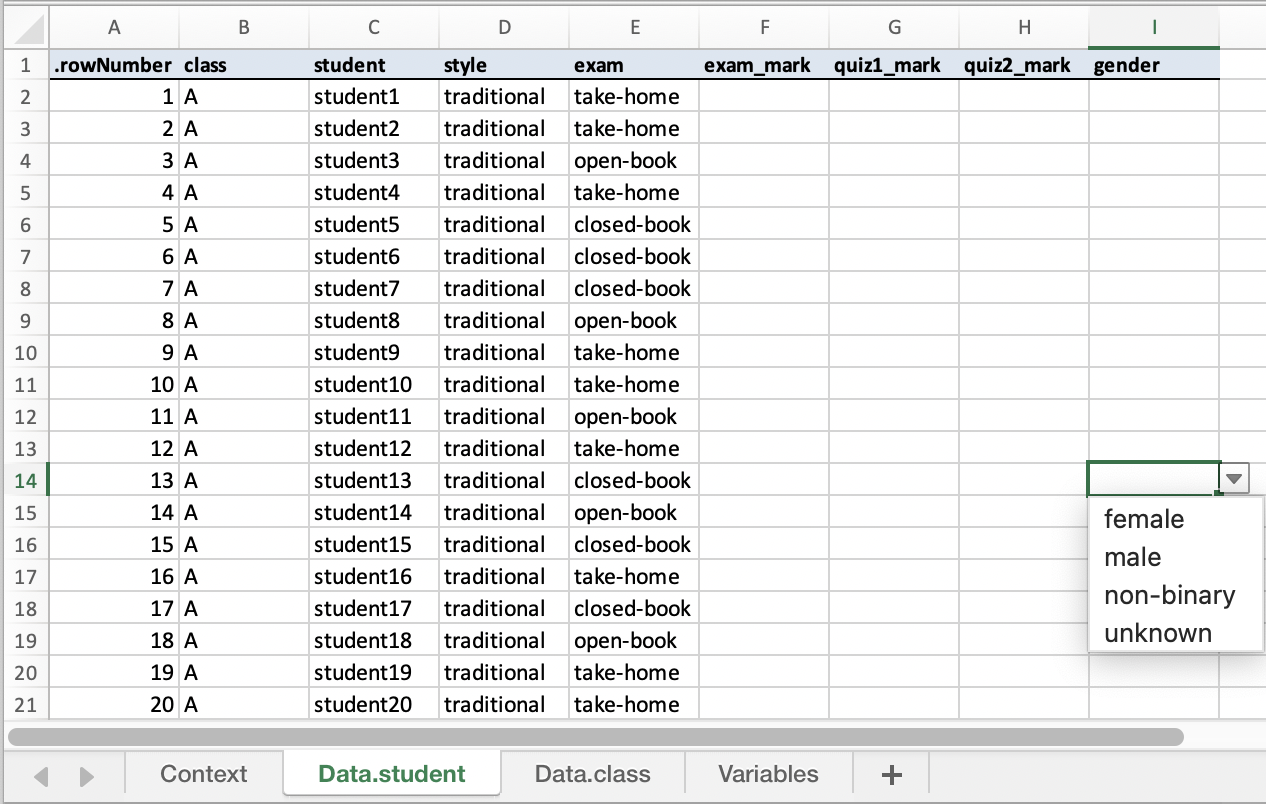 A B C D E F G H I
1 .rowNumber class student style exam exam_mark quiz1_mark quiz2_mark gender
2 1 A student1 traditional take-home
3 2 A student2 traditional take-home
4 3 A student3 traditional open-book
5 4 A student4 traditional take-home
6 5 A student5 traditional closed-book
7 6 A student6 traditional closed-book
8 7 A student7 traditional closed-book
9 8 A student8 traditional open-book
10 9 A student9 traditional take-home
11 10 A student10 traditional take-home
12 11 A student11 traditional open-book
13 12 A student12 traditional take-home
14 13 A student13 traditional closed-book
15 14 A student14 traditional open-book
16 15 A student15 traditional closed-book
17 16 A student16 traditional take-home
18 17 A student17 traditional closed-book
19 18 A student18 traditional open-book
20 19 A student19 traditional take-home
21 20 A student20 traditional take-home
female
male
non-binary
unknown
Context Data.student Data.class Variables +